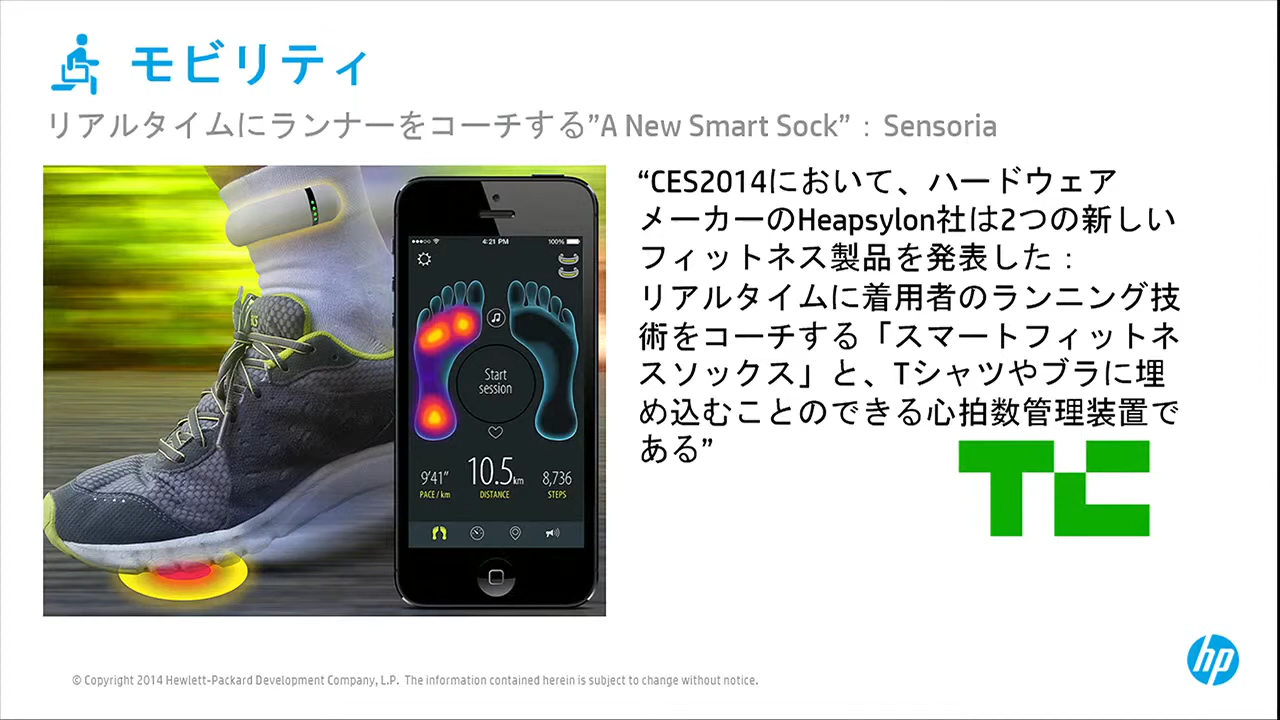 モビリティ
リアルタイムにランナーをコーチする”A New Smart Sock”：Sensoria
“CES2014において、ハードウェア
メーカーのHeapsylon社は2つの新しい
フィットネス製品を発表した：
リアルタイムに着用者のランニング技
術をコーチする「スマートフィットネ
スソックス」と、Tシャツやブラに埋
め込むことのできる心拍数管理装置で
ある”
4:21 PM 100%
Start
session
9'41" 10.5km 8,736
PACE / km DISTANCE STEPS
TC
hp
© Copyright 2014 Hewlett-Packard Development Company, L.P. The information contained herein is subject to change without notice.